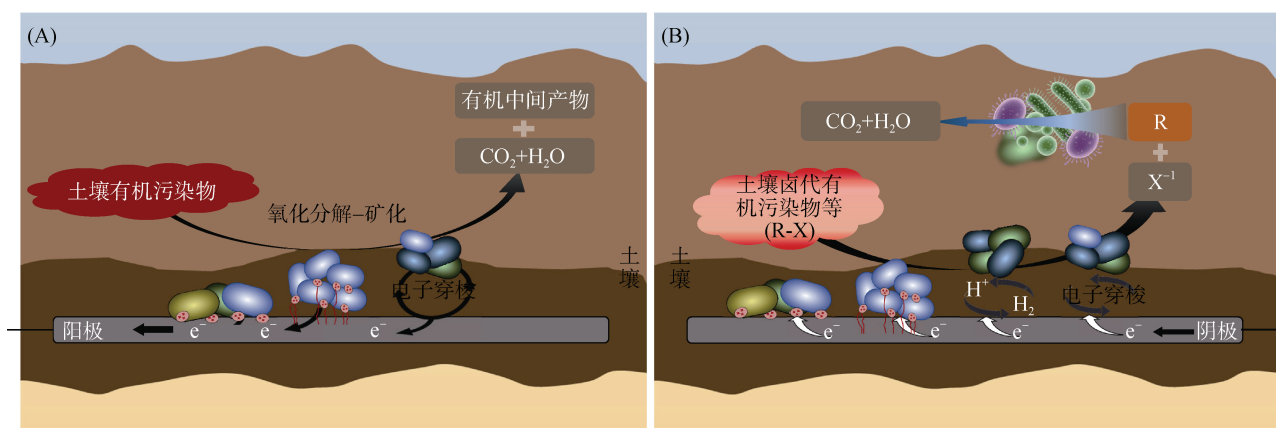 (A)
有机中间产物
+
CO₂+H₂O
土壤有机污染物
氧化分解-矿化
土壤
电子穿梭
阳极
e⁻
e⁻
e⁻
(B)
CO₂+H₂O
R
+
X⁻¹
土壤卤代有
机污染物等
(R-X)
土壤
H⁺
H₂
电子穿梭
e⁻
e⁻
e⁻
e⁻
阴极